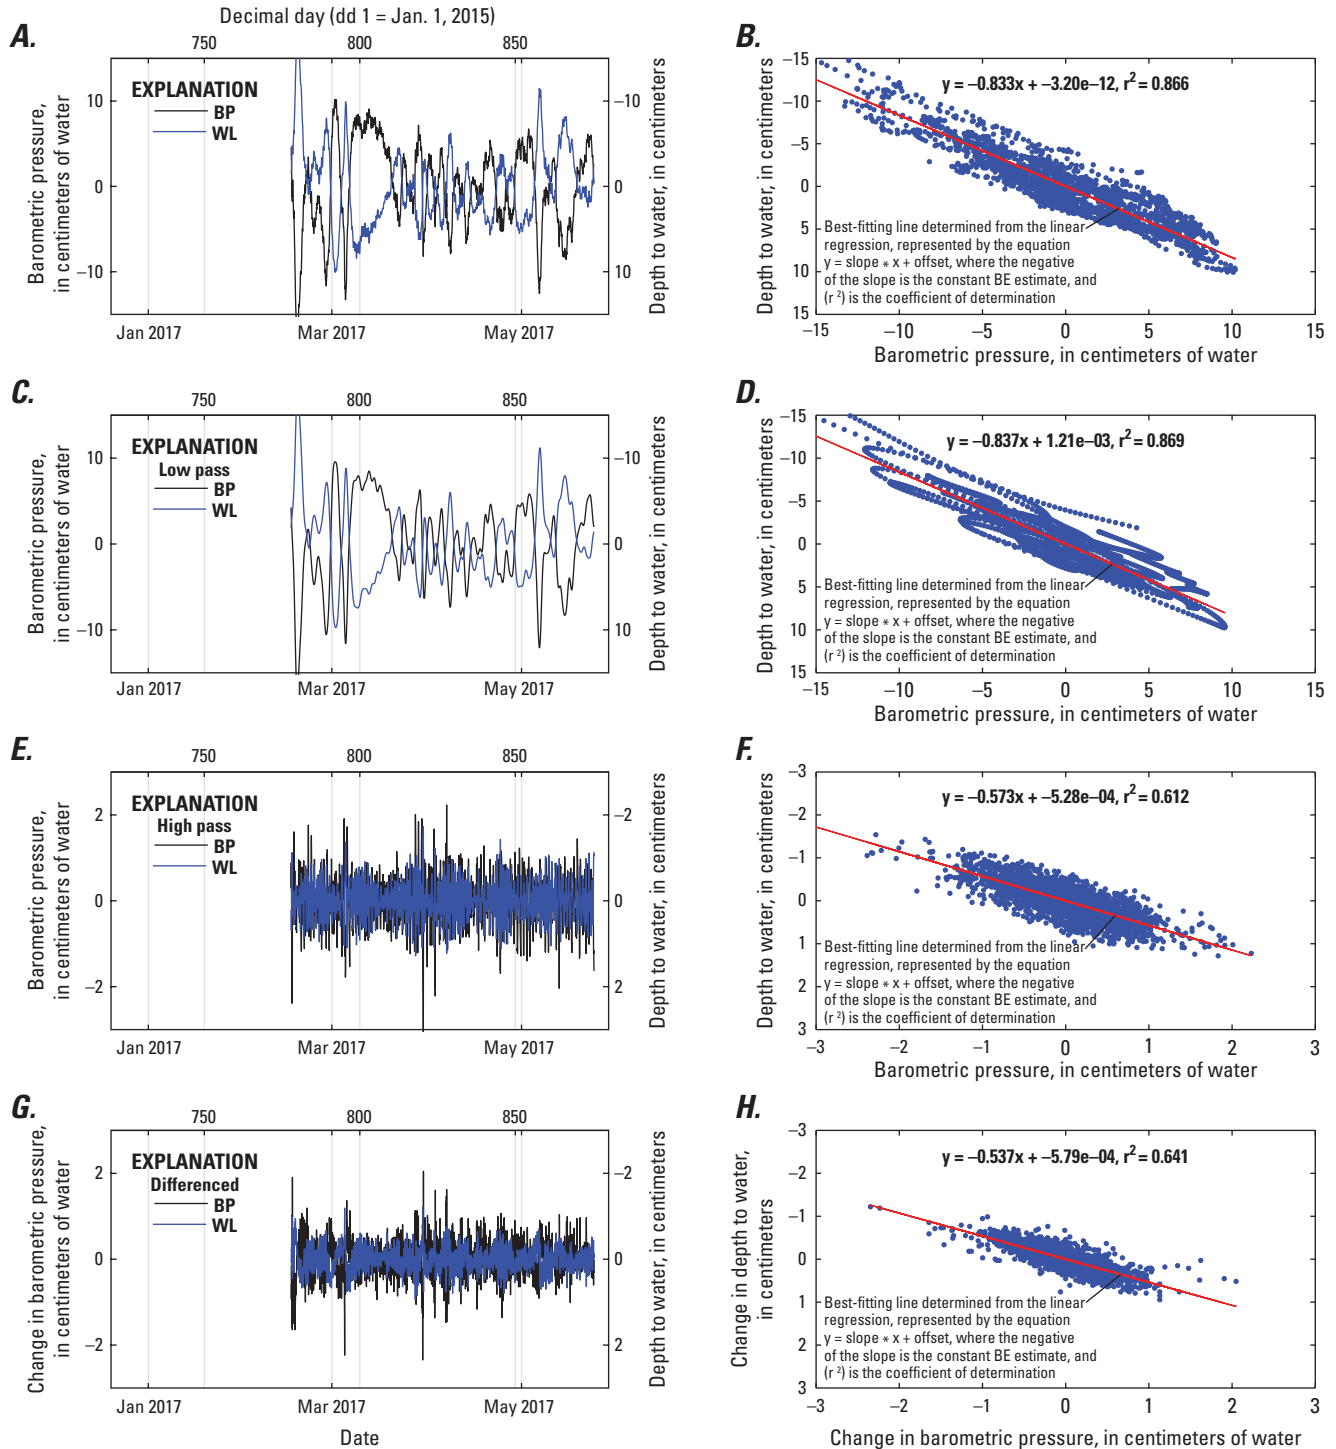 A.
Decimal day (dd 1 = Jan. 1, 2015)
750 800 850
Barometric pressure,
in centimeters of water
10
0
−10
EXPLANATION
BP
WL
−10
0
10
Depth to water, in centimeters
Jan 2017 Mar 2017 May 2017
B.
Depth to water, in centimeters
−15
−10
−5
0
5
10
15
y = −0.833x + −3.20e−12, r² = 0.866
Best-fitting line determined from the linear
regression, represented by the equation
y = slope * x + offset, where the negative
of the slope is the constant BE estimate, and
(r²) is the coefficient of determination
−15 −10 −5 0 5 10 15
Barometric pressure, in centimeters of water
C.
750 800 850
Barometric pressure,
in centimeters of water
10
0
−10
EXPLANATION
Low pass
BP
WL
−10
0
10
Depth to water, in centimeters
Jan 2017 Mar 2017 May 2017
D.
Depth to water, in centimeters
−15
−10
−5
0
5
10
15
y = −0.837x + 1.21e−03, r² = 0.869
Best-fitting line determined from the linear
regression, represented by the equation
y = slope * x + offset, where the negative
of the slope is the constant BE estimate, and
(r²) is the coefficient of determination
−15 −10 −5 0 5 10 15
Barometric pressure, in centimeters of water
E.
750 800 850
Barometric pressure,
in centimeters of water
2
0
−2
EXPLANATION
High pass
BP
WL
−2
0
2
Depth to water, in centimeters
Jan 2017 Mar 2017 May 2017
F.
Depth to water, in centimeters
−3
−2
−1
0
1
2
3
y = −0.573x + −5.28e−04, r² = 0.612
Best-fitting line determined from the linear
regression, represented by the equation
y = slope * x + offset, where the negative
of the slope is the constant BE estimate, and
(r²) is the coefficient of determination
−3 −2 −1 0 1 2 3
Barometric pressure, in centimeters of water
G.
750 800 850
Change in barometric pressure,
in centimeters of water
2
0
−2
EXPLANATION
Differenced
BP
WL
−2
0
2
Depth to water, in centimeters
Jan 2017 Mar 2017 May 2017
Date
H.
Change in depth to water,
in centimeters
−3
−2
−1
0
1
2
3
y = −0.537x + −5.79e−04, r² = 0.641
Best-fitting line determined from the linear
regression, represented by the equation
y = slope * x + offset, where the negative
of the slope is the constant BE estimate, and
(r²) is the coefficient of determination
−3 −2 −1 0 1 2 3
Change in barometric pressure, in centimeters of water